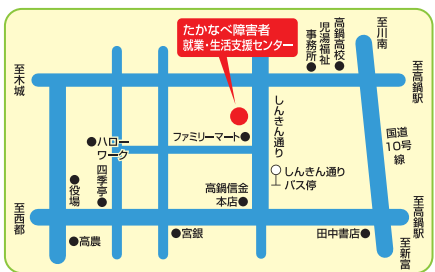 たかなべ障害者
就業・生活支援センター
至川南
高鍋高校
児湯福祉
事務所
至木城
至高鍋駅
しんきん通り
ファミリーマート
国道
10号
線
ハロー
ワーク
四季亭
役場
しんきん通り
バス停
高鍋信金
本店
至西都
至高鍋駅
高農
宮銀
田中書店
至新富